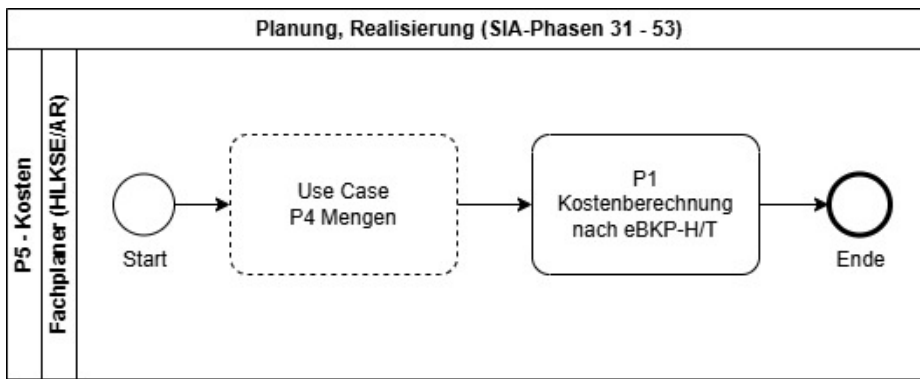 Planung, Realisierung (SIA-Phasen 31 - 53)
P5 - Kosten
Fachplaner (HLKSE/AR)
Start
Use Case
P4 Mengen
P1
Kostenberechnung
nach eBKP-H/T
Ende